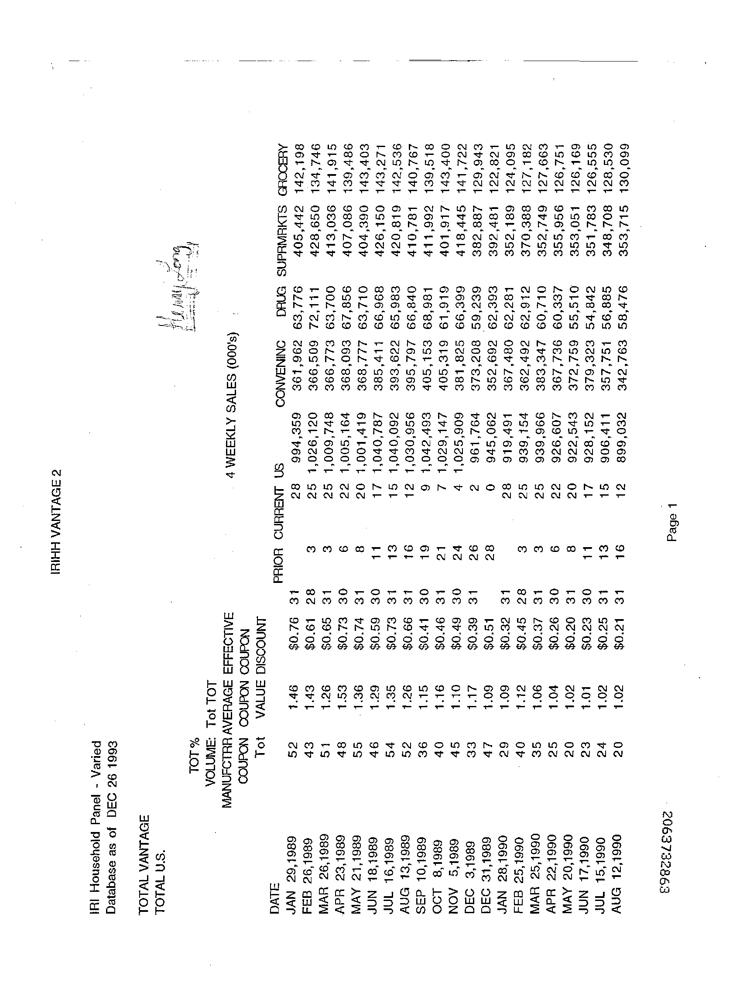 IRIHH VANTAGE 2
IRI Household Panel - Varied
Database as of DEC 26 1993
TOTAL VANTAGE
TOTAL U.S.
Henry Long
TOT %
VOLUME: Tot TOT
MANUFCTRR AVERAGE EFFECTIVE
COUPON COUPON COUPON 4 WEEKLY SALES (000's)
Tot VALUE DISCOUNT
DATE PRIOR CURRENT US CONVENINC DRUG SUPRMRKTS GROCERY
JAN 29,1989 52 1.46 $0.76 31 28 994,359 361,962 63,776 405,442 142,198
FEB 26,1989 43 1.43 $0.61 28 3 25 1,026,120 366,509 72,111 428,650 134,746
MAR 26,1989 51 1.26 $0.65 31 3 25 1,009,748 366,773 63,700 413,036 141,915
APR 23,1989 48 1.53 $0.73 30 6 22 1,005,164 368,093 67,856 407,086 139,486
MAY 21,1989 55 1.36 $0.74 31 8 20 1,001,419 368,777 63,710 404,390 143,403
JUN 18,1989 46 1.29 $0.59 30 11 17 1,040,787 385,411 66,968 426,150 143,271
JUL 16,1989 54 1.35 $0.73 31 13 15 1,040,092 393,622 65,983 420,819 142,536
AUG 13,1989 52 1.26 $0.66 31 16 12 1,030,956 395,797 66,840 410,781 140,767
SEP 10,1989 36 1.15 $0.41 30 19 9 1,042,493 405,153 68,981 411,992 139,518
OCT 8,1989 40 1.16 $0.46 31 21 7 1,029,147 405,319 61,919 401,917 143,400
NOV 5,1989 45 1.10 $0.49 30 24 4 1,025,909 381,825 66,399 418,445 141,722
DEC 3,1989 33 1.17 $0.39 31 26 2 961,764 373,208 59,239 382,887 129,943
DEC 31,1989 47 1.09 $0.51 28 0 945,062 352,692 62,393 392,481 122,821
JAN 28,1990 29 1.09 $0.32 31 28 919,491 367,480 62,281 352,189 124,095
FEB 25,1990 40 1.12 $0.45 28 3 25 939,154 362,492 62,912 370,388 127,182
MAR 25,1990 35 1.06 $0.37 31 3 25 939,966 383,347 60,710 352,749 127,663
APR 22,1990 25 1.04 $0.26 30 6 22 926,607 367,736 60,337 355,956 126,751
MAY 20,1990 20 1.02 $0.20 31 8 20 922,543 372,759 55,510 353,051 126,169
JUN 17,1990 23 1.01 $0.23 30 11 17 928,152 379,323 54,842 351,783 126,555
JUL 15,1990 24 1.02 $0.25 31 13 15 906,411 357,751 56,885 348,708 128,530
AUG 12,1990 20 1.02 $0.21 31 16 12 899,032 342,763 58,476 353,715 130,099
Page 1
2063732863